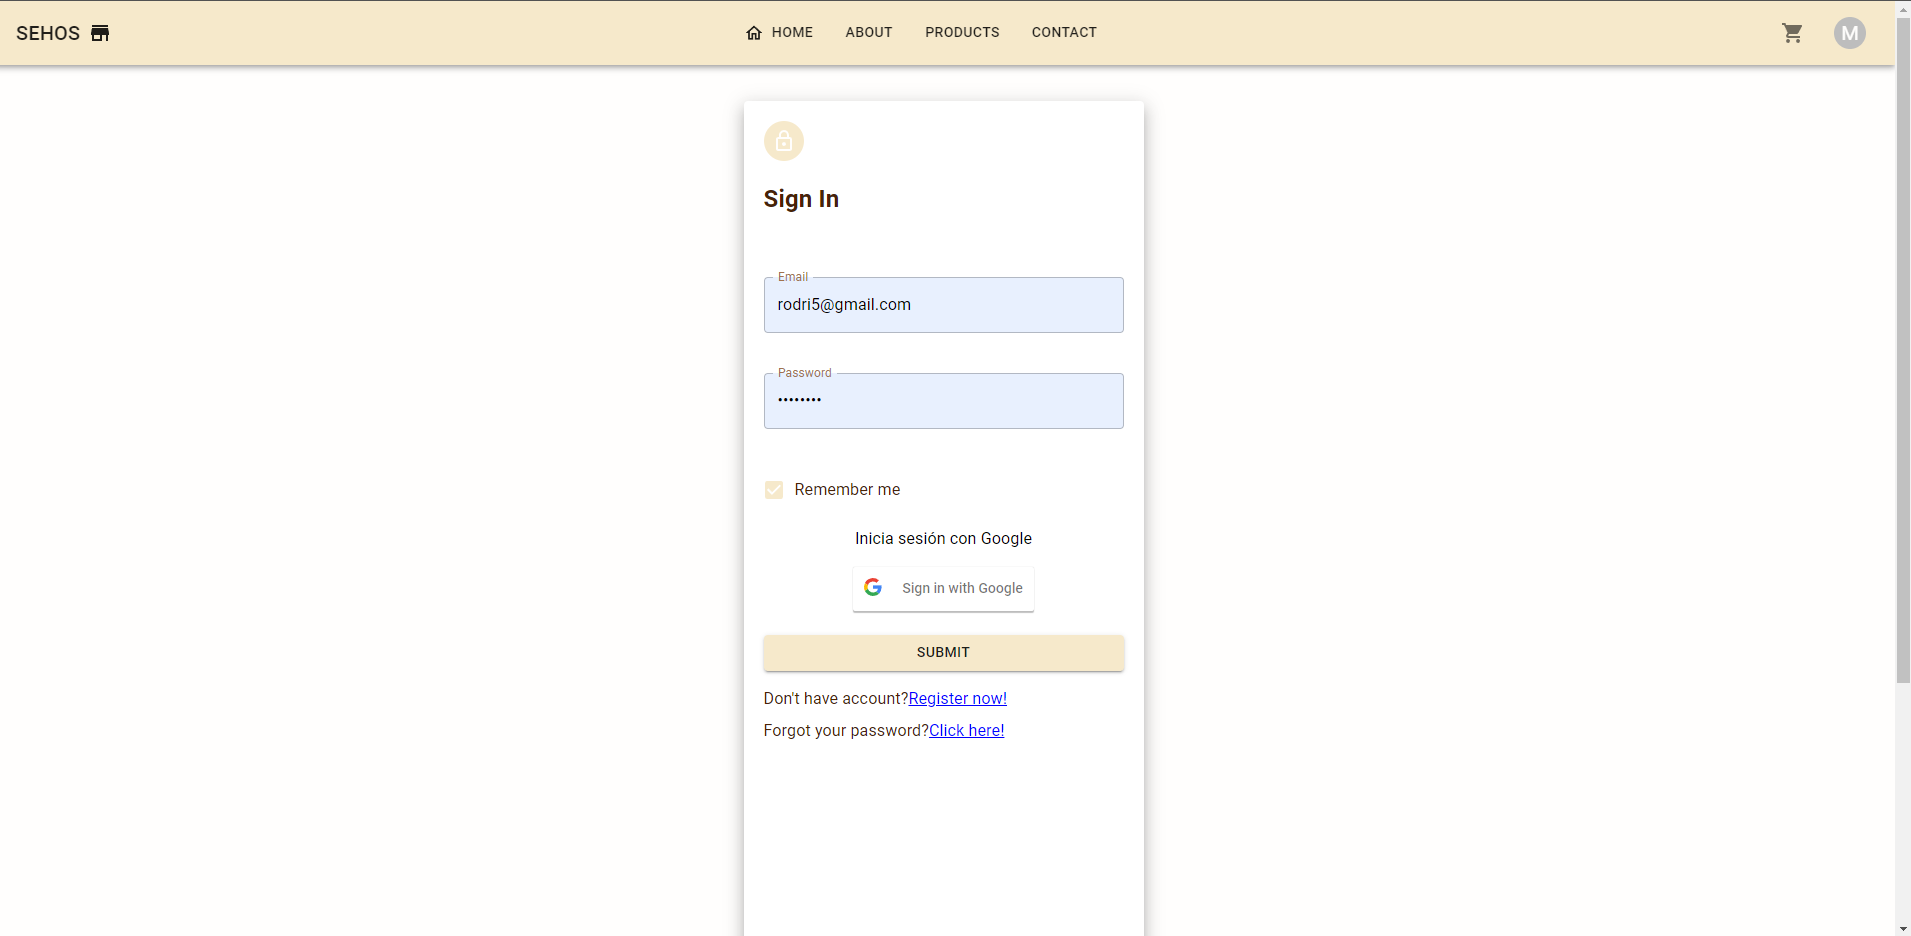 SEHOS
HOME ABOUT PRODUCTS CONTACT
M
Sign In
Email
rodri5@gmail.com
Password
••••••••
Remember me
Inicia sesión con Google
Sign in with Google
SUBMIT
Don't have account?Register now!
Forgot your password?Click here!